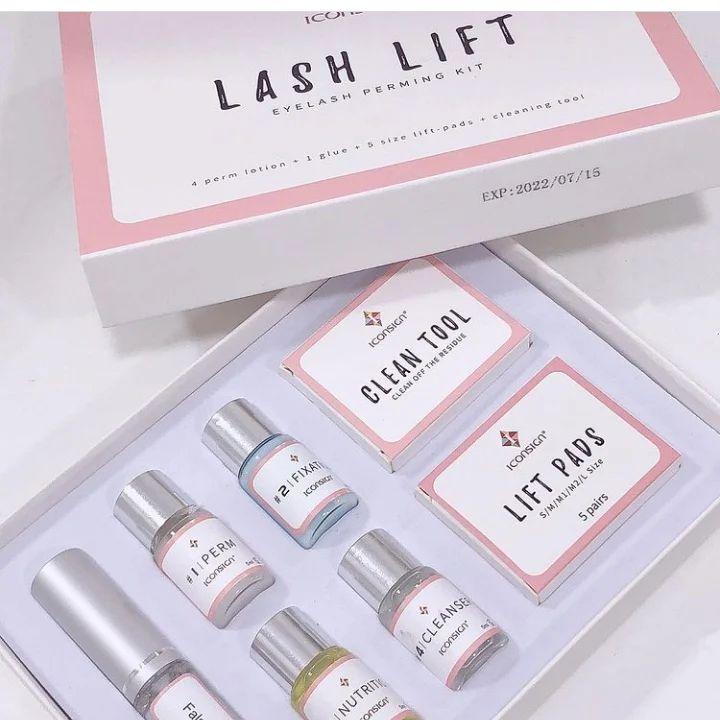 LASH LIFT
EYELASH PERMING KIT
4 perm lotion + 1 glue + 5 size lift-pads + cleaning tool
EXP:2022/07/15
ICONSIGN®
CLEAN TOOL
CLEAN OFF THE RESIDUE
ICONSIGN®
LIFT PADS
S/M/M1/M2/L Size
5 pairs
#2 | FIXATI
ICONSIGN®
#1 | PERM
ICONSIGN®
4 | CLEANSE
ICONSIGN®
| NUTRITI
ICONSIGN®